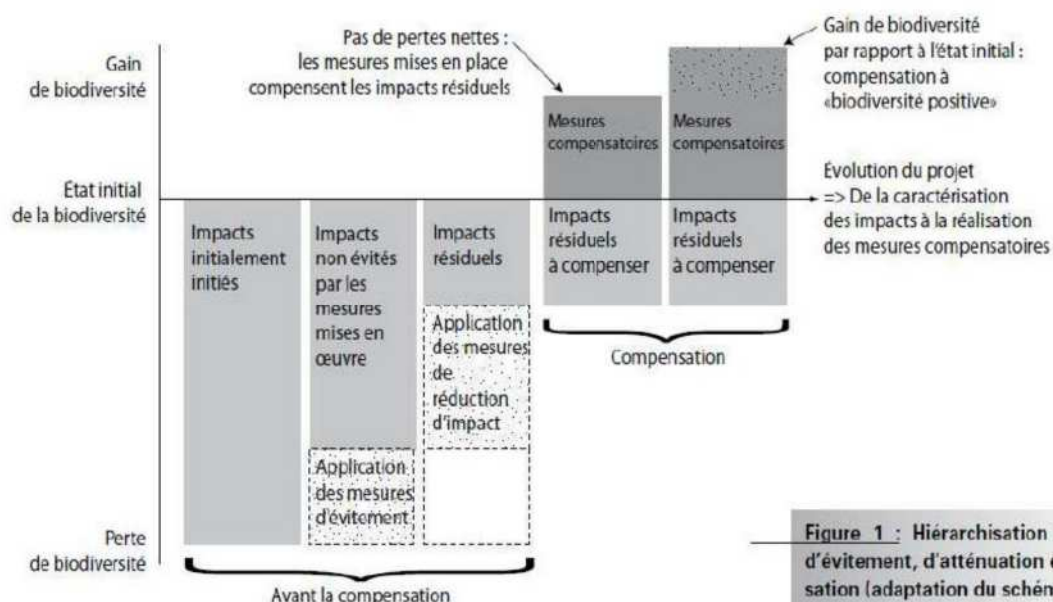 Gain
de biodiversité
Pas de pertes nettes :
les mesures mises en place
compensent les impacts résiduels
Gain de biodiversité
par rapport à l'état initial :
compensation à
«biodiversité positive»
Mesures
compensatoires
Mesures
compensatoires
État initial
de la biodiversité
Évolution du projet
=> De la caractérisation
des impacts à la réalisation
des mesures compensatoires
Impacts
initialement
initiés
Impacts
non évités
par les
mesures
mises en
œuvre
Impacts
résiduels
Impacts
résiduels
à compenser
Impacts
résiduels
à compenser
Application
des mesures
de
réduction
d'impact
Compensation
Application
des mesures
d'évitement
Perte
de biodiversité
Avant la compensation
Figure 1 : Hiérarchisation
d'évitement, d'atténuation
sation (adaptation du